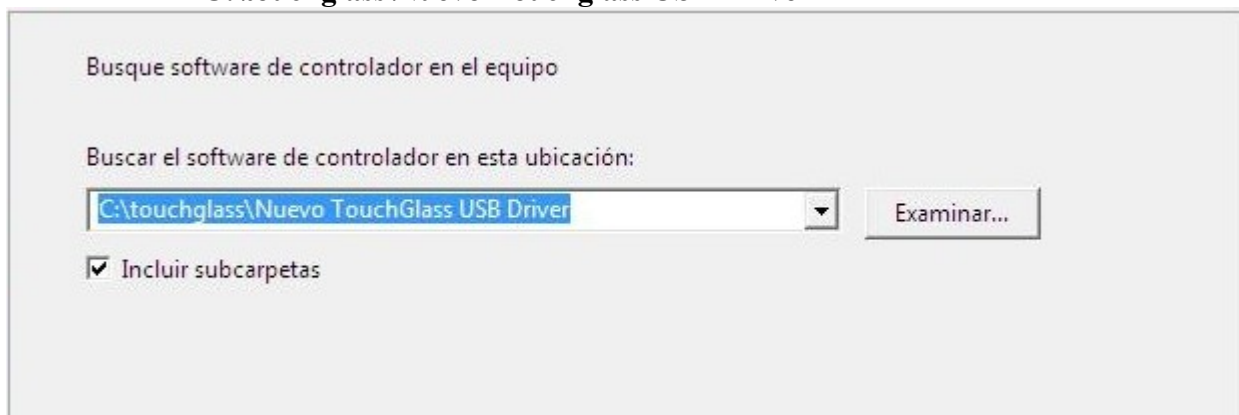 Busque software de controlador en el equipo
Buscar el software de controlador en esta ubicación:
C:\touchglass\Nuevo TouchGlass USB Driver
Examinar...
Incluir subcarpetas